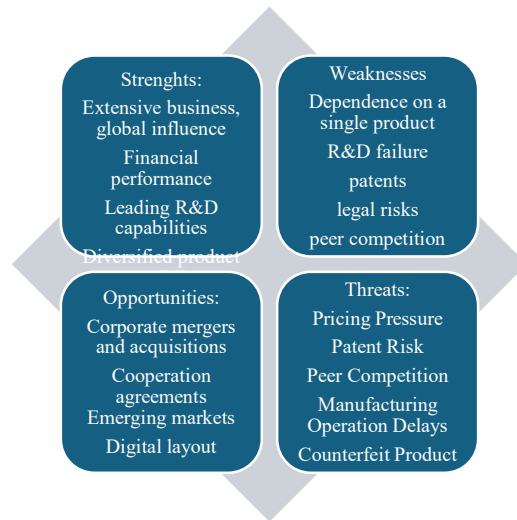 Strenghts:
Extensive business,
global influence
Financial
performance
Leading R&D
capabilities
Diversified product
Weaknesses
Dependence on a
single product
R&D failure
patents
legal risks
peer competition
Opportunities:
Corporate mergers
and acquisitions
Cooperation
agreements
Emerging markets
Digital layout
Threats:
Pricing Pressure
Patent Risk
Peer Competition
Manufacturing
Operation Delays
Counterfeit Product